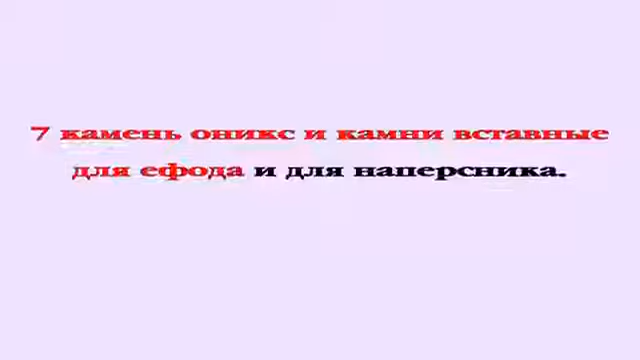 7 камень оникс и камни вставные
для ефода и для наперсника.